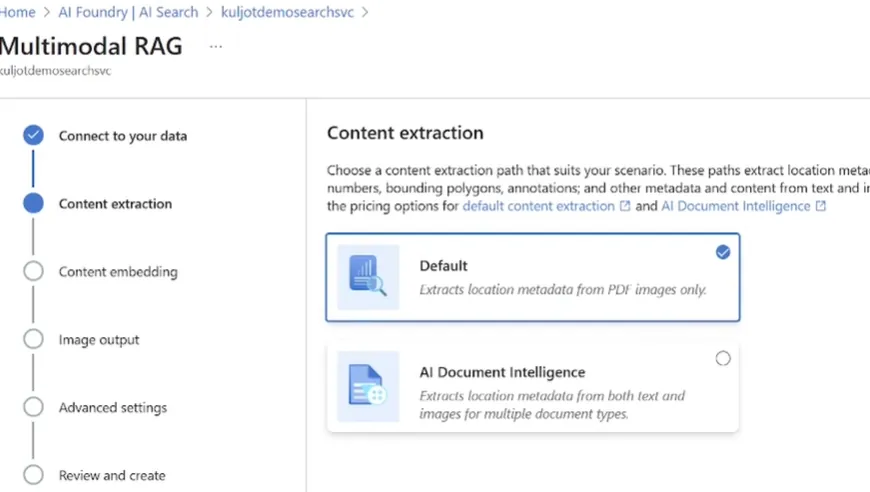 Home > AI Foundry | AI Search > kuljotdemosearchsvc >
Multimodal RAG ...
kuljotdemosearchsvc
Connect to your data
Content extraction
Content embedding
Image output
Advanced settings
Review and create
Content extraction
Choose a content extraction path that suits your scenario. These paths extract location
numbers, bounding polygons, annotations; and other metadata and content from text and
the pricing options for default content extraction and AI Document Intelligence
Default
Extracts location metadata from PDF images only.
AI Document Intelligence
Extracts location metadata from both text and
images for multiple document types.